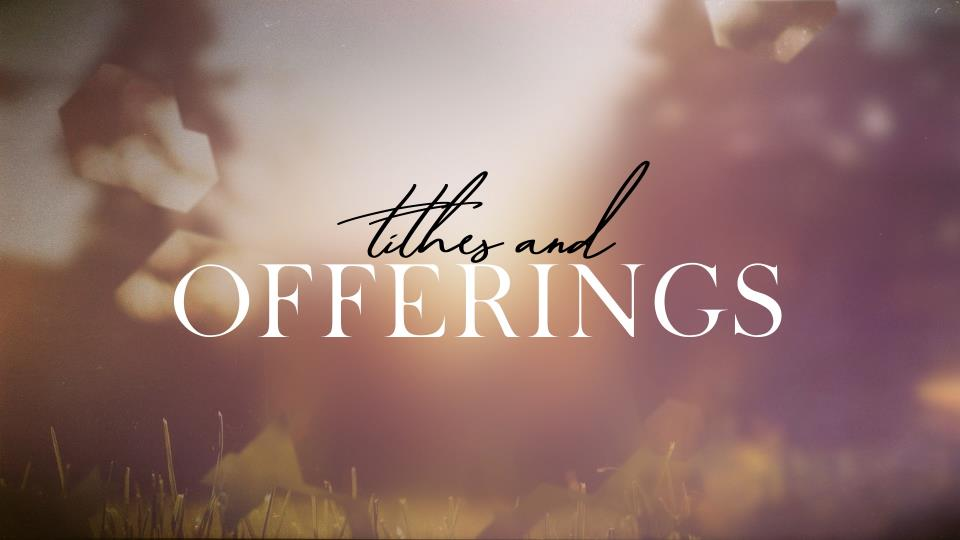 tithes and
OFFERINGS